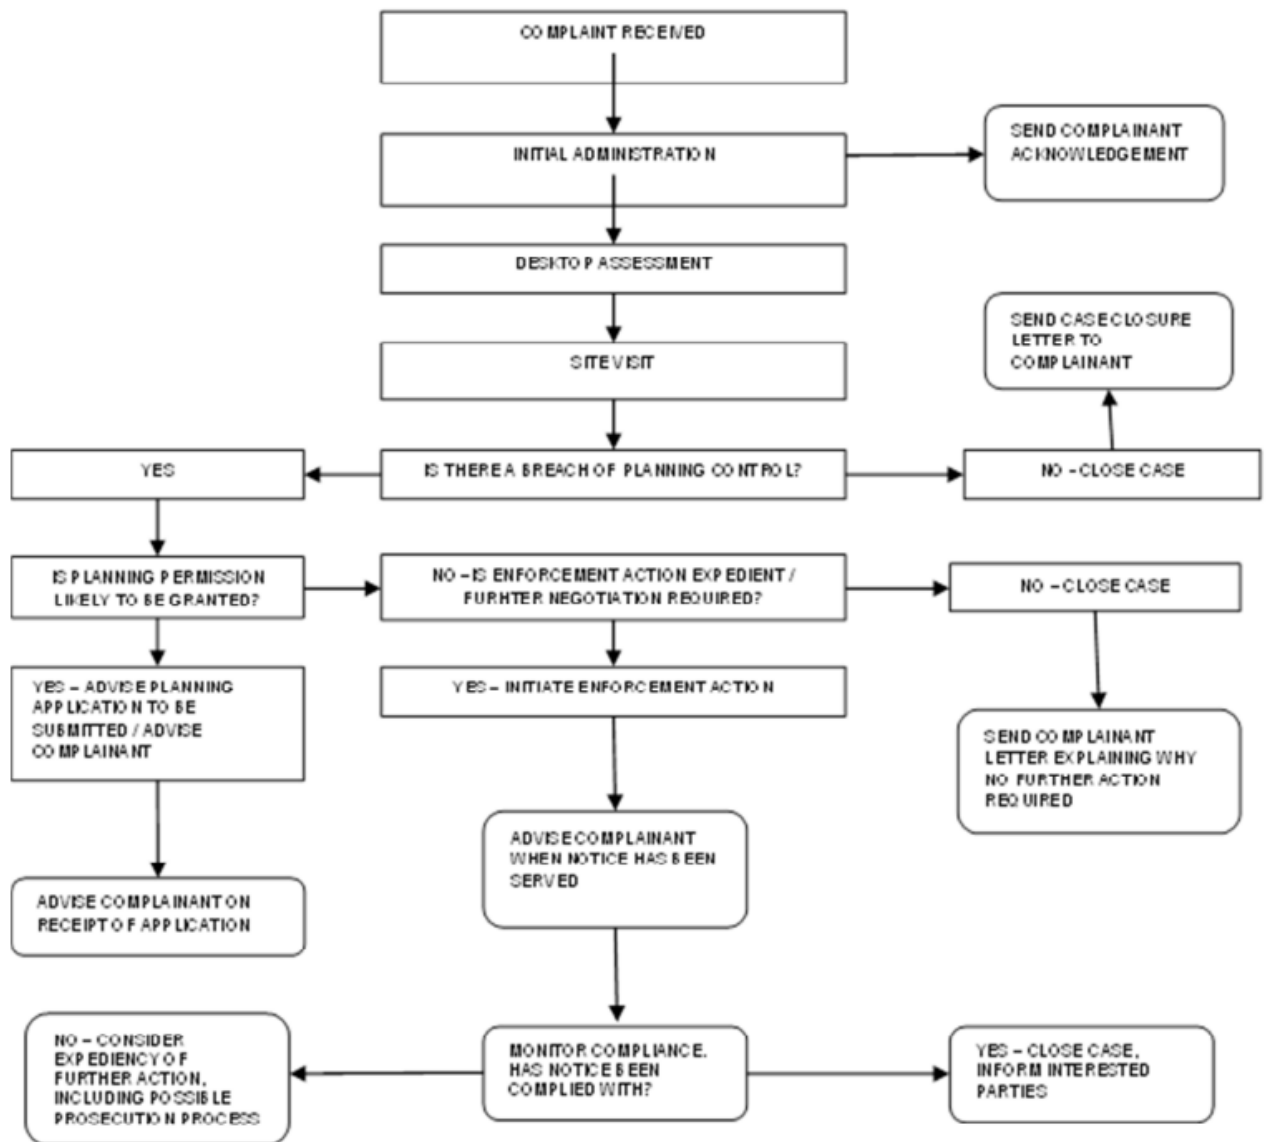 COMPLAINT RECEIVED
INITIAL ADMINISTRATION
SEND COMPLAINANT
ACKNOWLEDGEMENT
DESKTOP ASSESSMENT
SITE VISIT
SEND CASE CLOSURE
LETTER TO
COMPLAINANT
YES
IS THERE A BREACH OF PLANNING CONTROL?
NO – CLOSE CASE
IS PLANNING PERMISSION
LIKELY TO BE GRANTED?
NO – IS ENFORCEMENT ACTION EXPEDIENT /
FURHTER NEGOTIATION REQUIRED?
NO – CLOSE CASE
YES – ADVISE PLANNING
APPLICATION TO BE
SUBMITTED / ADVISE
COMPLAINANT
YES – INITIATE ENFORCEMENT ACTION
SEND COMPLAINANT
LETTER EXPLAINING WHY
NO FURTHER ACTION
REQUIRED
ADVISE COMPLAINANT
WHEN NOTICE HAS BEEN
SERVED
ADVISE COMPLAINANT ON
RECEIPT OF APPLICATION
NO – CONSIDER
EXPEDIENCY OF
FURTHER ACTION,
INCLUDING POSSIBLE
PROSECUTION PROCESS
MONITOR COMPLIANCE.
HAS NOTICE BEEN
COMPLIED WITH?
YES – CLOSE CASE,
INFORM INTERESTED
PARTIES